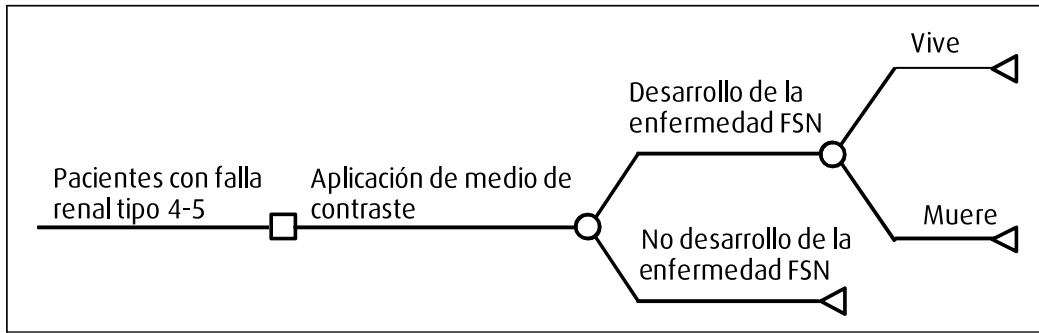 Pacientes con falla
renal tipo 4-5
Aplicación de medio de
contraste
Desarrollo de la
enfermedad FSN
Vive
Muere
No desarrollo de la
enfermedad FSN